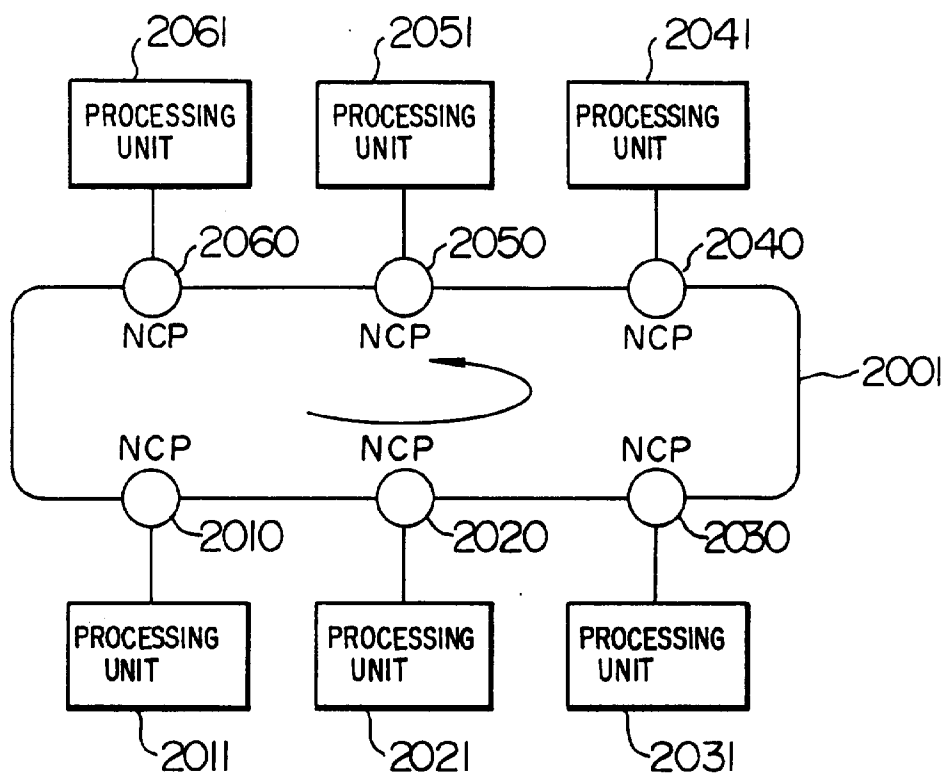 2061 2051 2041
PROCESSING UNIT PROCESSING UNIT PROCESSING UNIT
2060 2050 2040
NCP NCP NCP
2001
NCP NCP NCP
2010 2020 2030
PROCESSING UNIT PROCESSING UNIT PROCESSING UNIT
2011 2021 2031